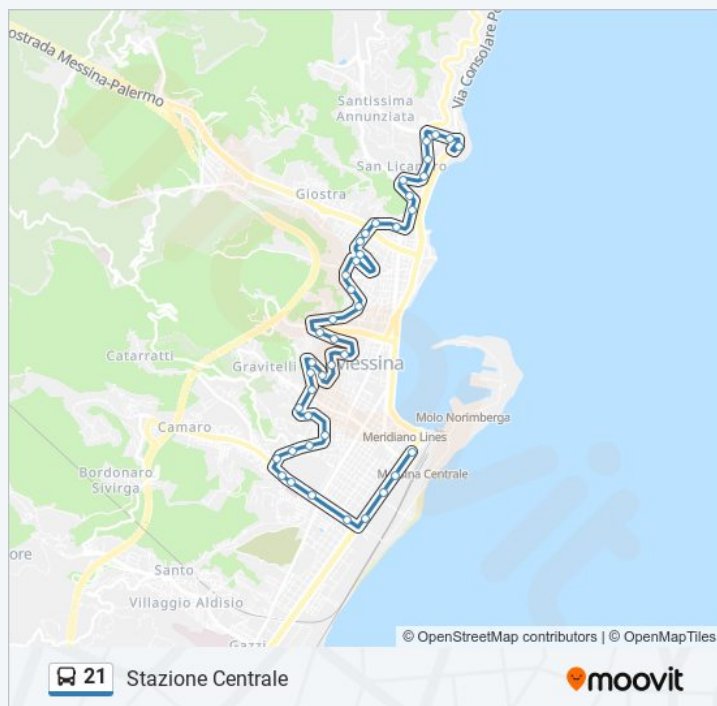 ostrada Messina-Palermo
Via Consolare Po
Santissima
Annunziata
San Licandro
Giostra
Catarratti
Gravitelli
Messina
Camaro
Molo Norimberga
Meridiano Lines
Messina Centrale
Bordonaro
Sivirga
ore
Santo
Villaggio Aldisio
Gazzi
© OpenStreetMap contributors | © OpenMapTiles
21 Stazione Centrale
moovit